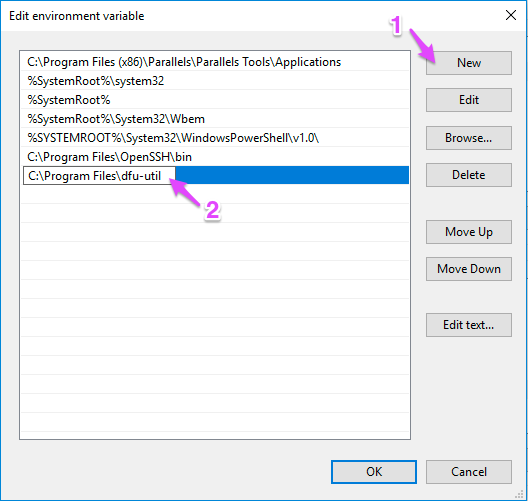 Edit environment variable
1
C:\Program Files (x86)\Parallels\Parallels Tools\Applications
%SystemRoot%\system32
%SystemRoot%
%SystemRoot%\System32\Wbem
%SYSTEMROOT%\System32\WindowsPowerShell\v1.0\
C:\Program Files\OpenSSH\bin
C:\Program Files\dfu-util
2
New
Edit
Browse...
Delete
Move Up
Move Down
Edit text...
OK
Cancel